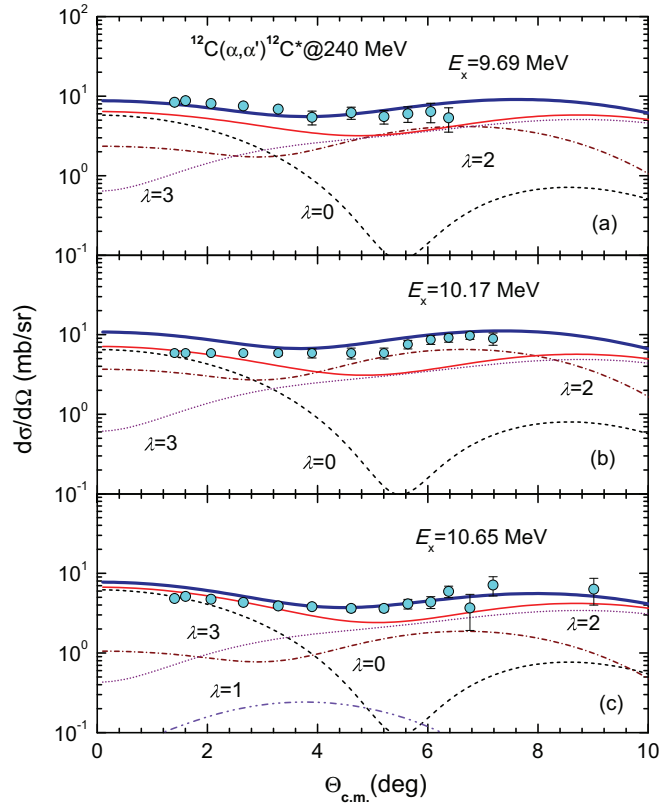 ¹²C(α,α')¹²C*@240 MeV
Eₓ=9.69 MeV
10²
10¹
10⁰
10⁻¹
λ=3
λ=0
λ=2
(a)
Eₓ=10.17 MeV
10²
10¹
10⁰
10⁻¹
λ=3
λ=0
λ=2
(b)
Eₓ=10.65 MeV
10²
10¹
10⁰
10⁻¹
λ=3
λ=0
λ=2
λ=1
(c)
dσ/dΩ (mb/sr)
0 2 4 6 8 10
Θc.m.(deg)